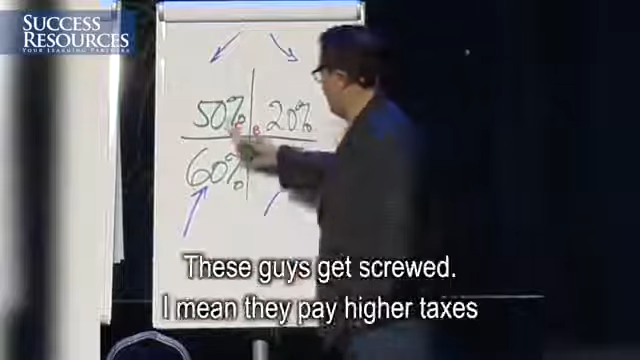 SUCCESS
RESOURCES
YOUR LEARNING PARTNERS
50% 20%
60%
These guys get screwed.
I mean they pay higher taxes